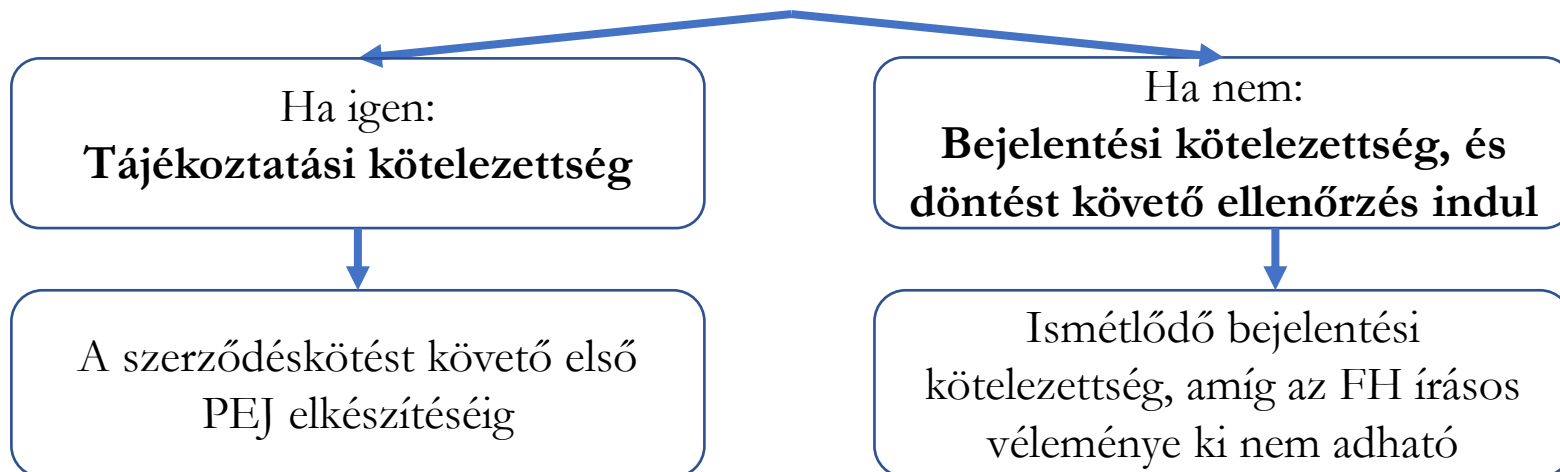 Ha igen:
Tájékoztatási kötelezettség
Ha nem:
Bejelentési kötelezettség, és
döntést követő ellenőrzés indul
A szerződéskötést követő első
PEJ elkészítéséig
Ismétlődő bejelentési
kötelezettség, amíg az FH írásos
véleménye ki nem adható